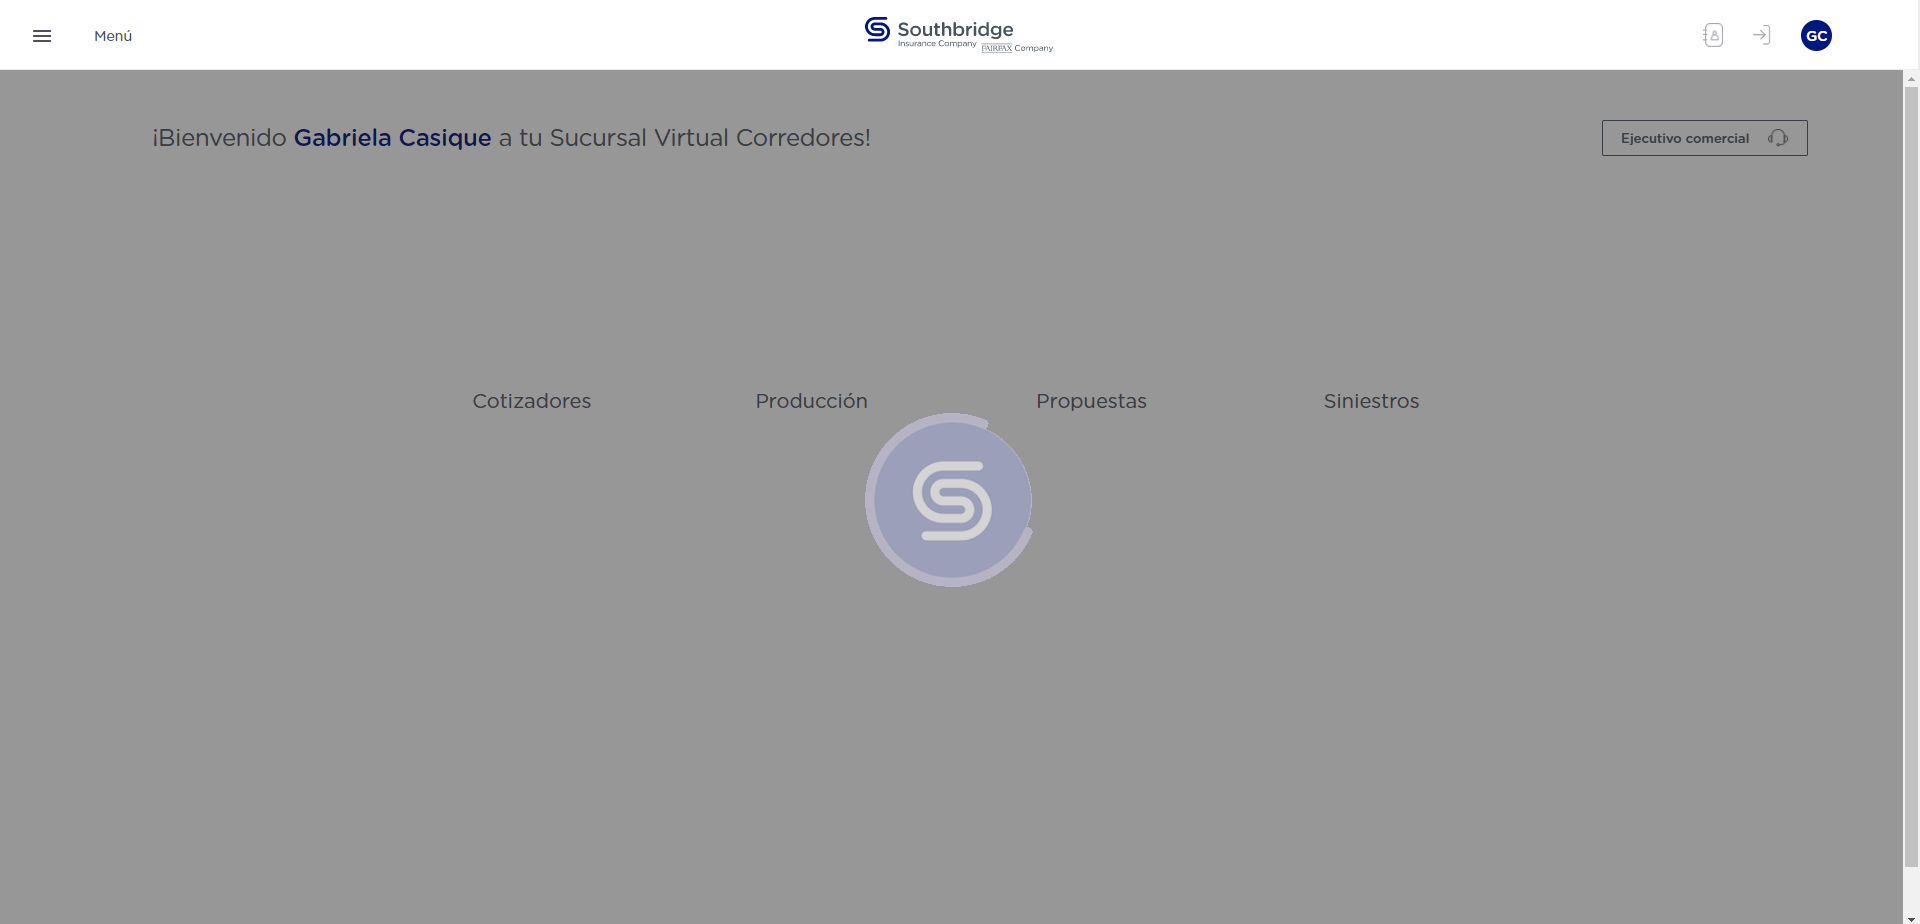 Menú
Southbridge
Insurance Company FAIRFAX Company
GC
¡Bienvenido Gabriela Casique a tu Sucursal Virtual Corredores!
Ejecutivo comercial
Cotizadores
Producción
Propuestas
Siniestros